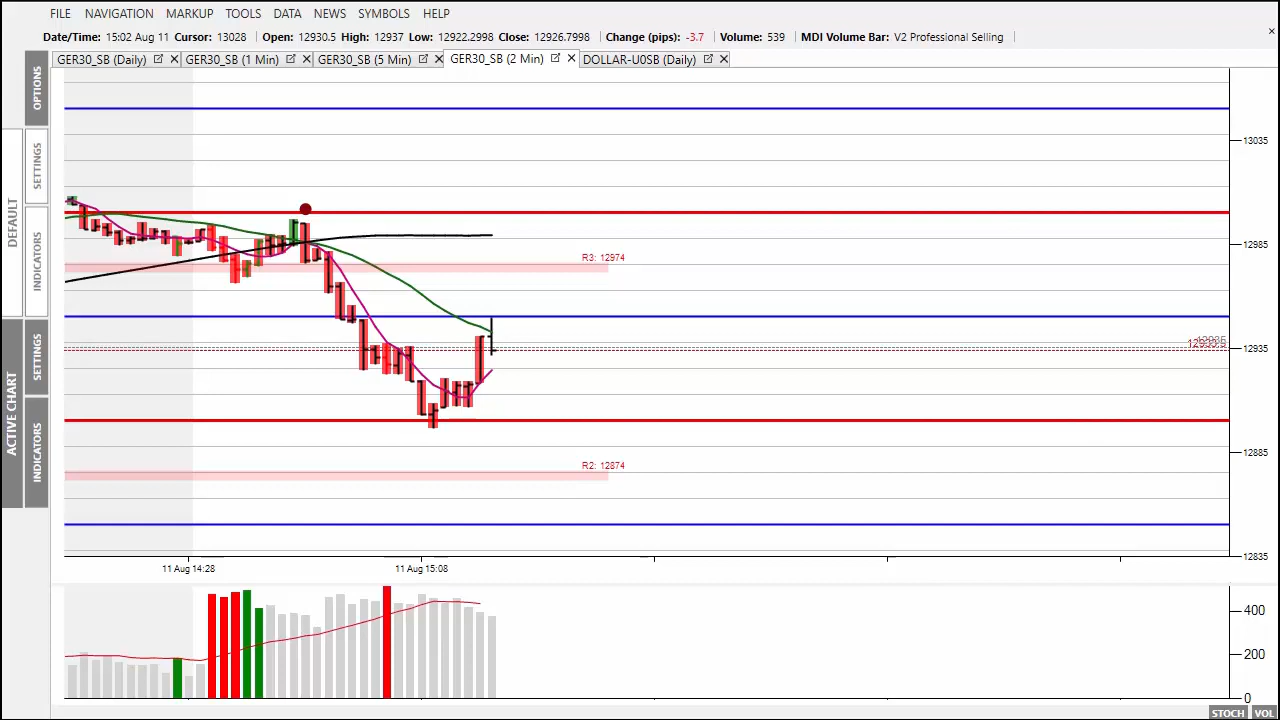 FILE NAVIGATION MARKUP TOOLS DATA NEWS SYMBOLS HELP
Date/Time: 15:02 Aug 11 Cursor: 13028 Open: 12930.5 High: 12937 Low: 12922.2998 Close: 12926.7998 Change (pips): -3.7 Volume: 539 MDI Volume Bar: V2 Professional Selling
GER30_SB (Daily) GER30_SB (1 Min) GER30_SB (5 Min) GER30_SB (2 Min) DOLLAR-U0SB (Daily)
OPTIONS
SETTINGS
DEFAULT
INDICATORS
SETTINGS
ACTIVE CHART
INDICATORS
13035
12985
R3: 12974
12935
12885
R2: 12874
12835
11 Aug 14:28 11 Aug 15:08
400
200
0
STOCH VOL